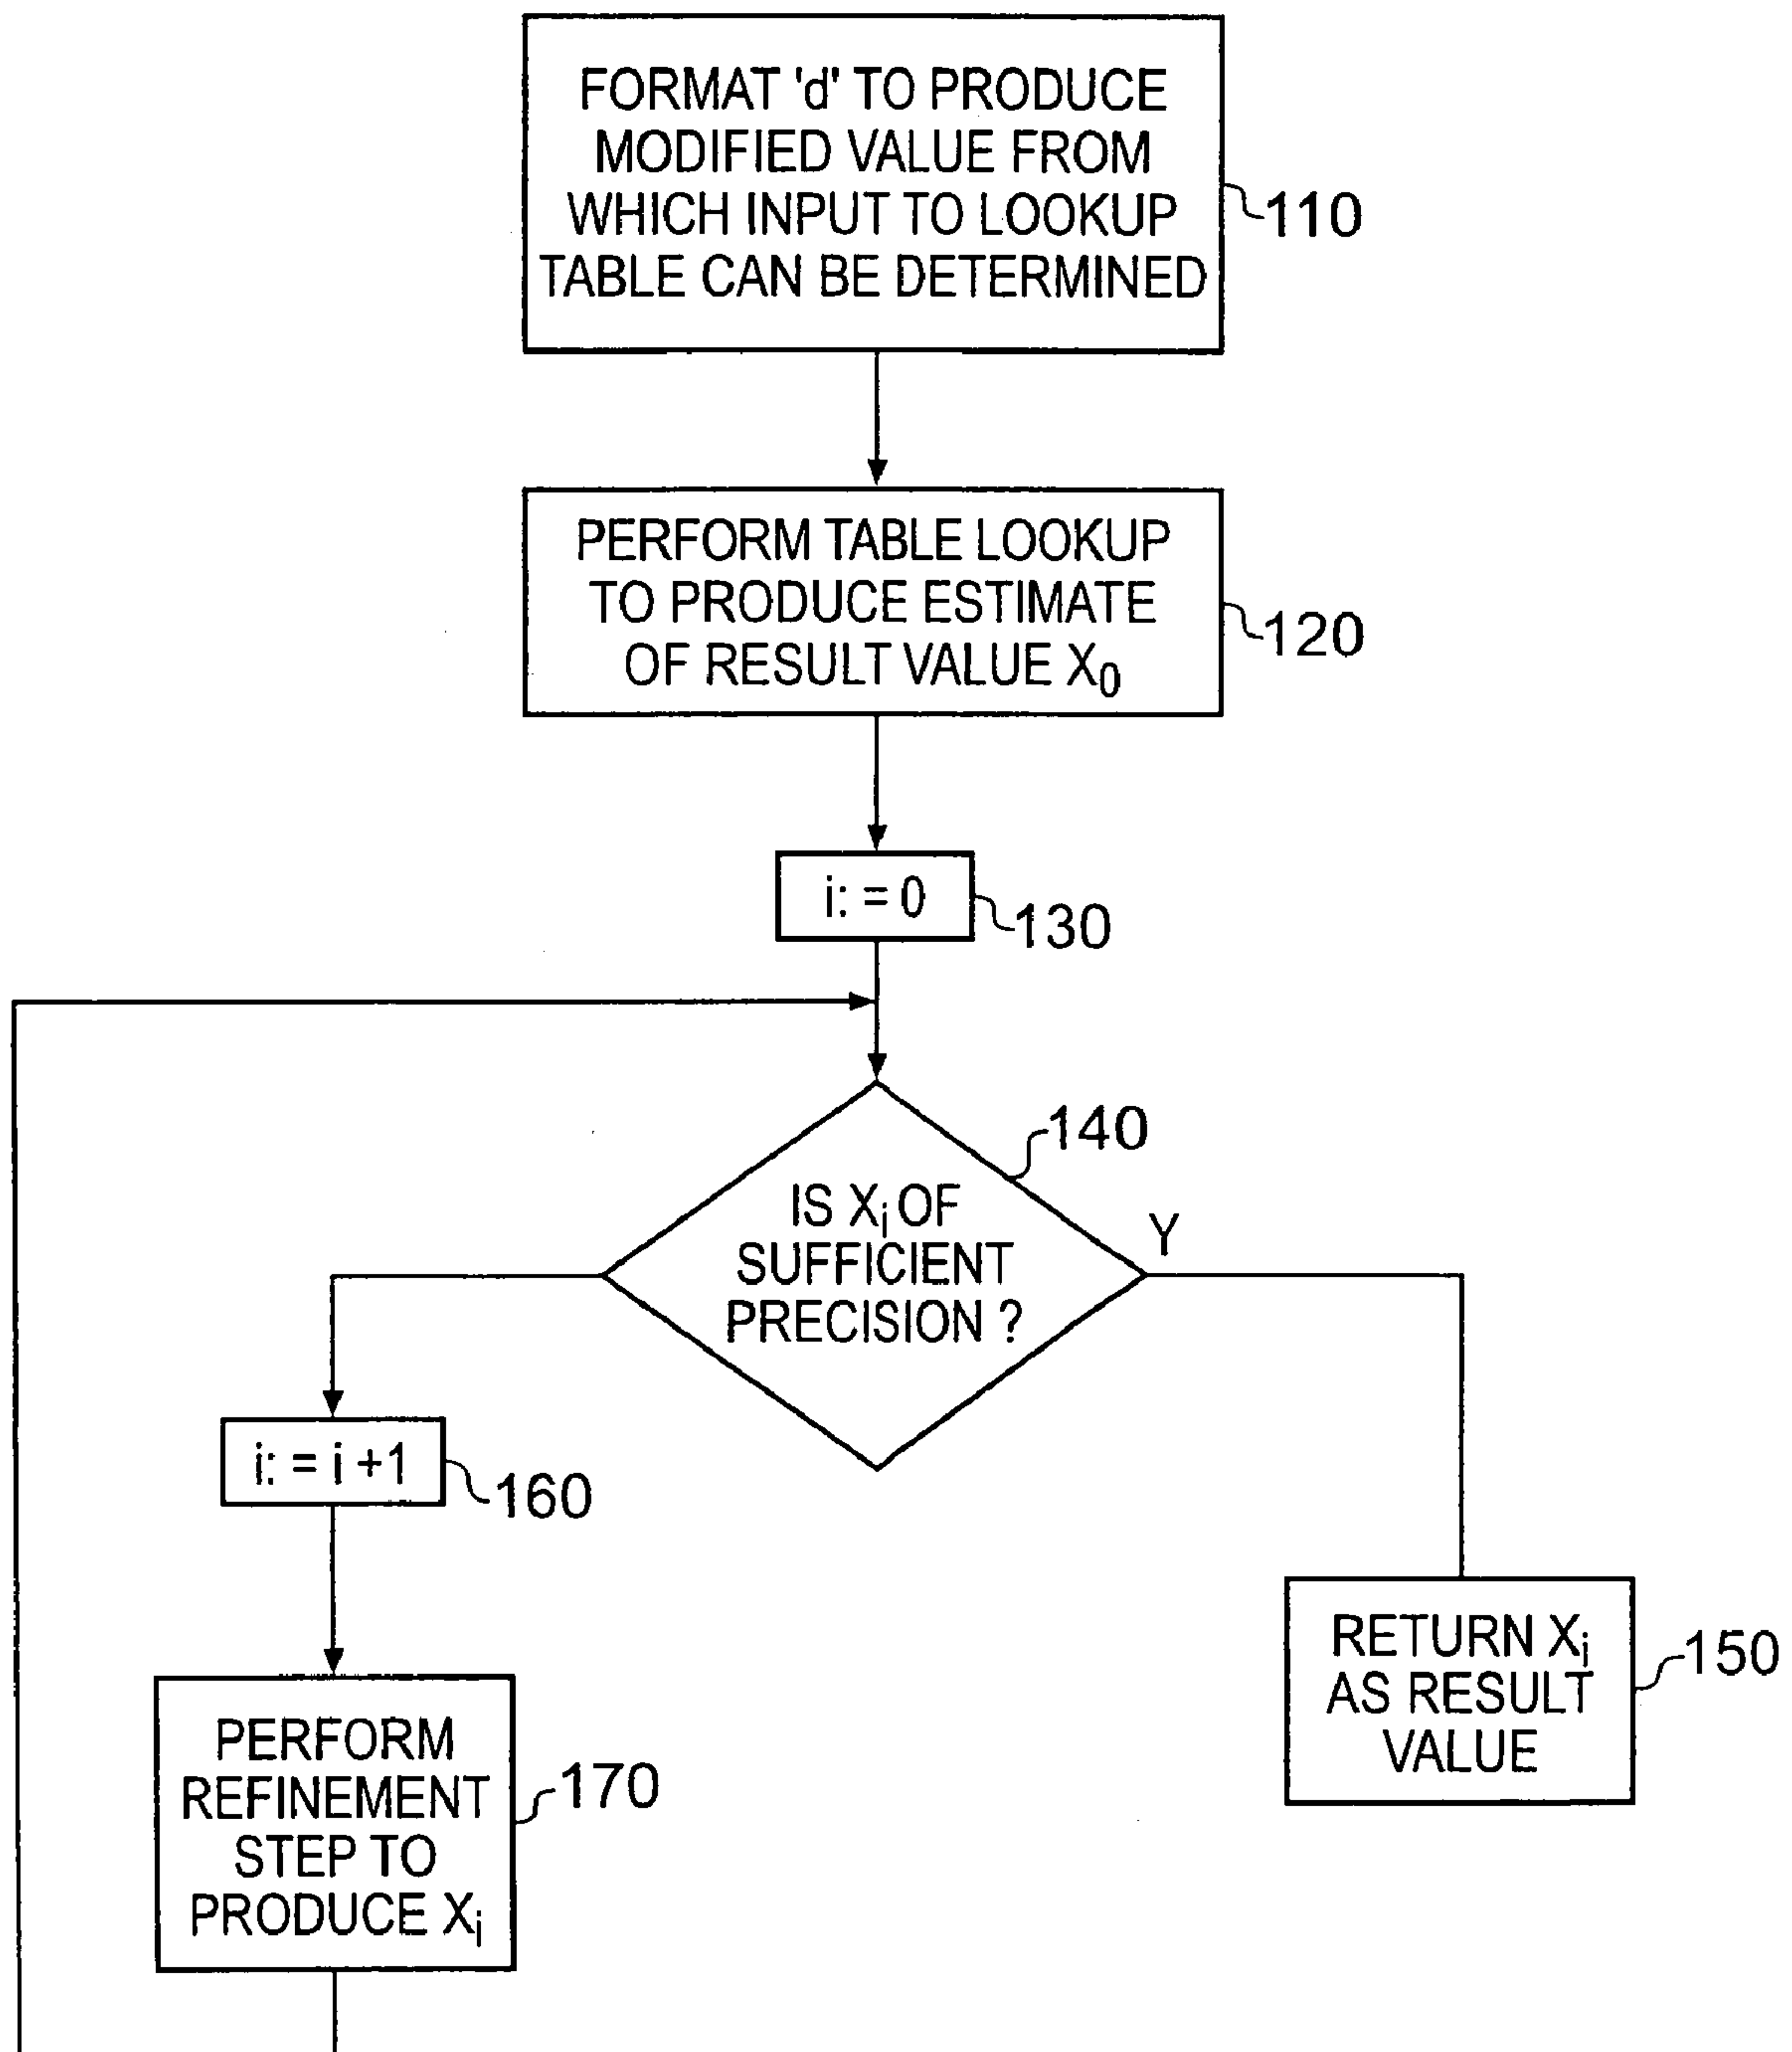 FORMAT 'd' TO PRODUCE
MODIFIED VALUE FROM
WHICH INPUT TO LOOKUP
TABLE CAN BE DETERMINED
110
PERFORM TABLE LOOKUP
TO PRODUCE ESTIMATE
OF RESULT VALUE X₀
120
i: = 0
130
140
IS Xᵢ OF
SUFFICIENT
PRECISION ?
Y
i: = i +1
160
RETURN Xᵢ
AS RESULT
VALUE
150
PERFORM
REFINEMENT
STEP TO
PRODUCE Xᵢ
170